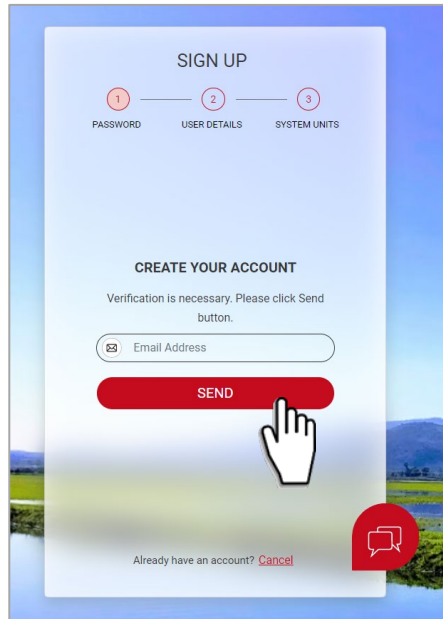 SIGN UP
1 2 3
PASSWORD USER DETAILS SYSTEM UNITS
CREATE YOUR ACCOUNT
Verification is necessary. Please click Send
button.
Email Address
SEND
Already have an account? Cancel